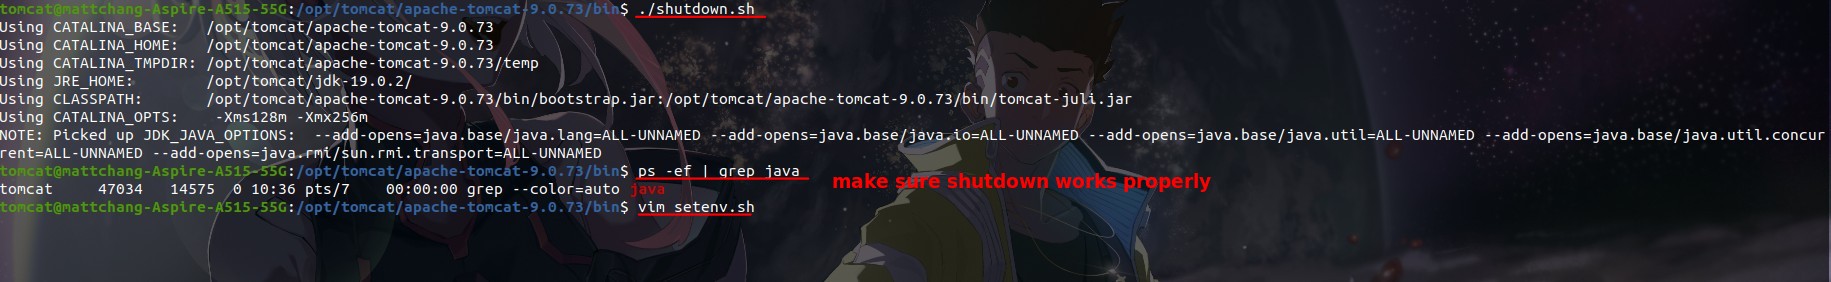 tomcat@mattchang-Aspire-A515-55G:/opt/tomcat/apache-tomcat-9.0.73/bin$ ./shutdown.sh
Using CATALINA_BASE:   /opt/tomcat/apache-tomcat-9.0.73
Using CATALINA_HOME:   /opt/tomcat/apache-tomcat-9.0.73
Using CATALINA_TMPDIR: /opt/tomcat/apache-tomcat-9.0.73/temp
Using JRE_HOME:        /opt/tomcat/jdk-19.0.2/
Using CLASSPATH:       /opt/tomcat/apache-tomcat-9.0.73/bin/bootstrap.jar:/opt/tomcat/apache-tomcat-9.0.73/bin/tomcat-juli.jar
Using CATALINA_OPTS:    -Xms128m -Xmx256m
NOTE: Picked up JDK_JAVA_OPTIONS:  --add-opens=java.base/java.lang=ALL-UNNAMED --add-opens=java.base/java.io=ALL-UNNAMED --add-opens=java.base/java.util=ALL-UNNAMED --add-opens=java.base/java.util.concur
rent=ALL-UNNAMED --add-opens=java.rmi/sun.rmi.transport=ALL-UNNAMED
tomcat@mattchang-Aspire-A515-55G:/opt/tomcat/apache-tomcat-9.0.73/bin$ ps -ef | grep java
tomcat     47034   14575  0 10:36 pts/7    00:00:00 grep --color=auto java
make sure shutdown works properly
tomcat@mattchang-Aspire-A515-55G:/opt/tomcat/apache-tomcat-9.0.73/bin$ vim setenv.sh